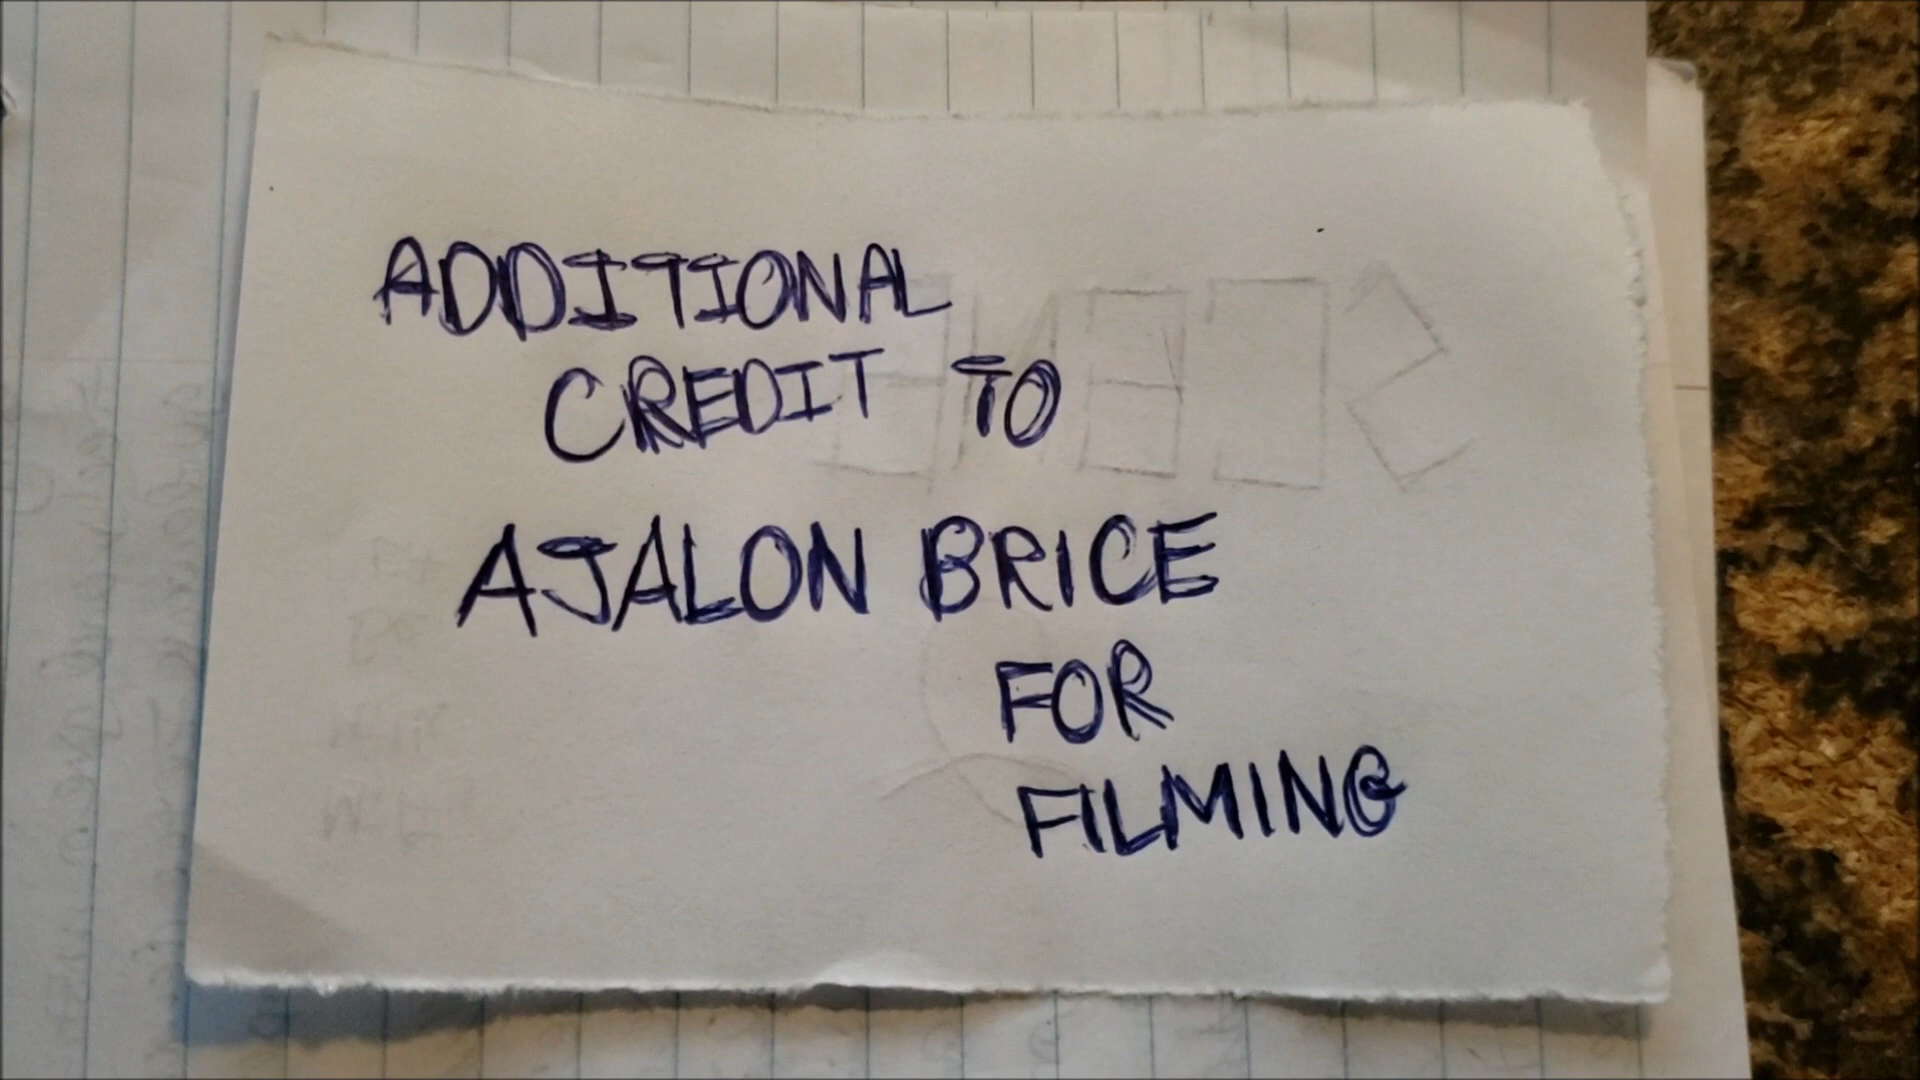 ADDITIONAL
CREDIT TO
AJALON BRICE
FOR
FILMING